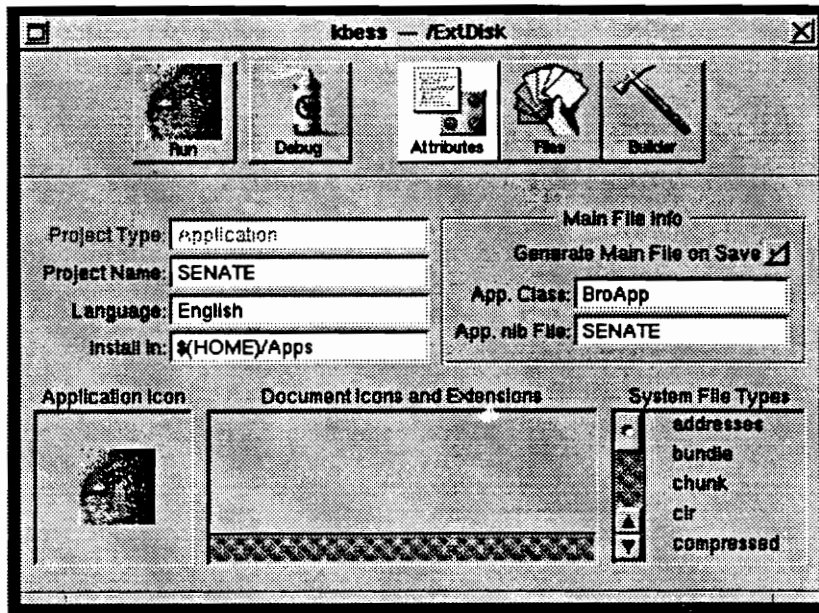 kbess — /ExtDisk
Run
Debug
Attributes
Files
Builder
Main File Info
Project Type: Application
Generate Main File on Save
Project Name: SENATE
App. Class: BroApp
Language: English
App. nib File: SENATE
Install In: $(HOME)/Apps
Application Icon
Document Icons and Extensions
System File Types
addresses
bundle
chunk
clr
compressed